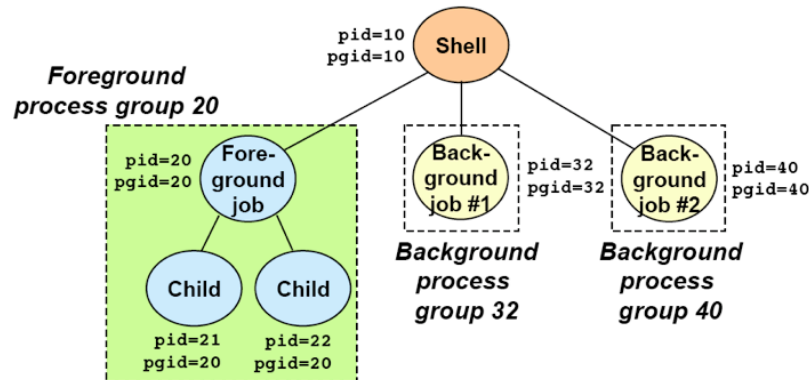 pid=10
pgid=10
Shell
Foreground
process group 20
pid=20
pgid=20
Fore-
ground
job
Back-
ground
job #1
pid=32
pgid=32
Back-
ground
job #2
pid=40
pgid=40
Child
Child
pid=21
pgid=20
pid=22
pgid=20
Background
process
group 32
Background
process
group 40